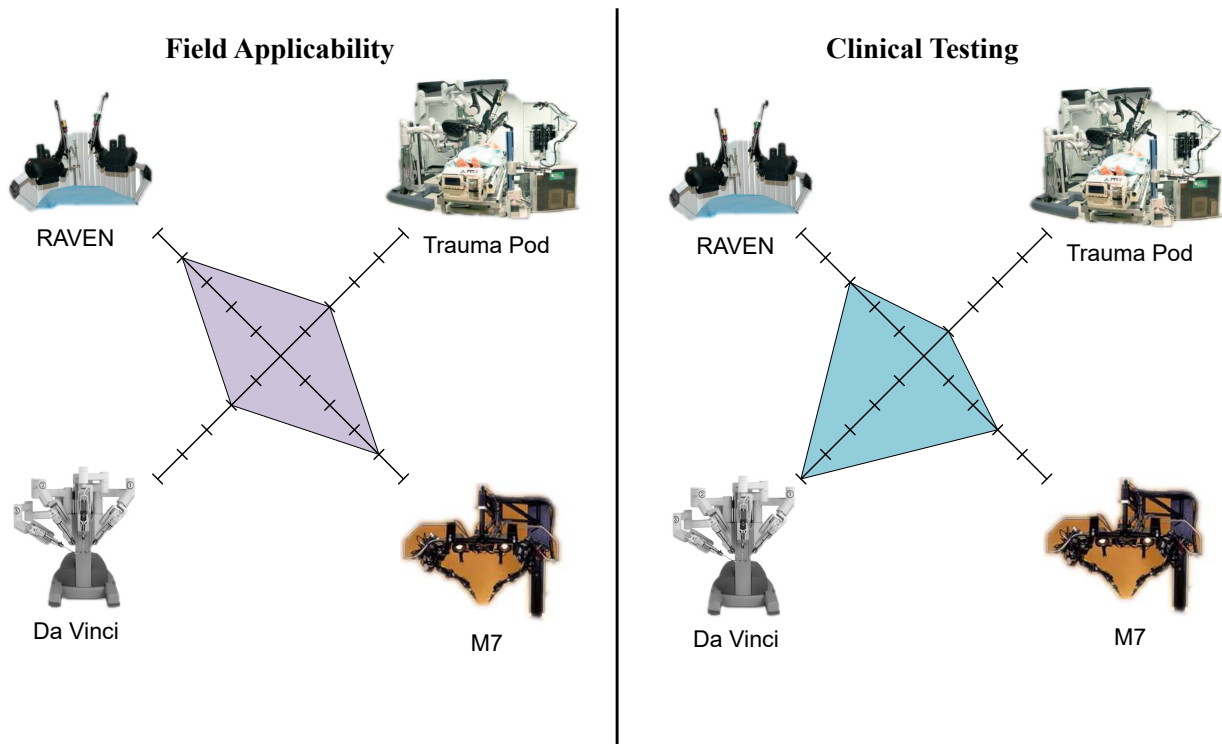 Field Applicability
RAVEN
Trauma Pod
Da Vinci
M7
Clinical Testing
RAVEN
Trauma Pod
Da Vinci
M7